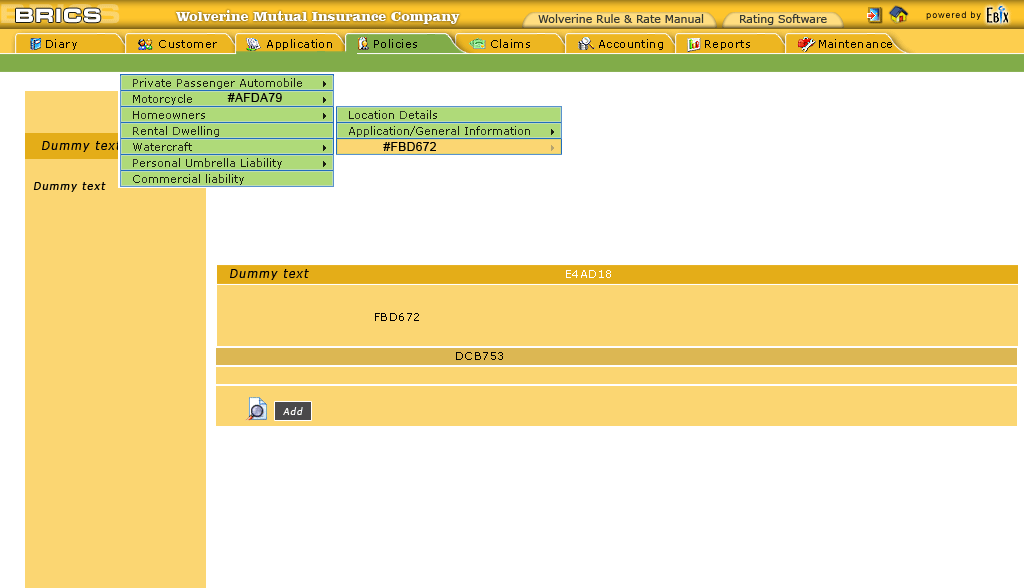 BRICS
Wolverine Mutual Insurance Company
Wolverine Rule & Rate Manual
Rating Software
powered by Ebix
Diary
Customer
Application
Policies
Claims
Accounting
Reports
Maintenance
Private Passenger Automobile
Motorcycle #AFDA79
Homeowners
Rental Dwelling
Watercraft
Personal Umbrella Liability
Commercial liability
Location Details
Application/General Information
#FBD672
Dummy text
Dummy text
Dummy text E4AD18
FBD672
DCB753
Add